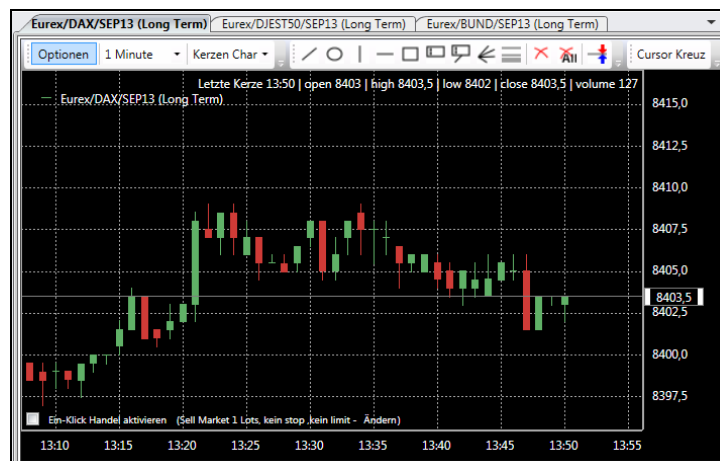 Eurex/DAX/SEP13 (Long Term) Eurex/DJEST50/SEP13 (Long Term) Eurex/BUND/SEP13 (Long Term)
Optionen 1 Minute Kerzen Char All Cursor Kreuz
Letzte Kerze 13:50 | open 8403 | high 8403,5 | low 8402 | close 8403,5 | volume 127
Eurex/DAX/SEP13 (Long Term)
8415,0
8412,5
8410,0
8407,5
8405,0
8403,5
8402,5
8400,0
8397,5
Ein-Klick Handel aktivieren (Sell Market 1 Lots, kein stop ,kein limit - Ändern)
13:10 13:15 13:20 13:25 13:30 13:35 13:40 13:45 13:50 13:55